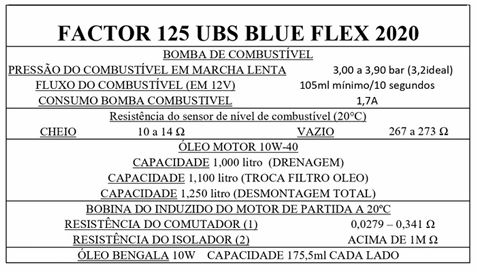 FACTOR 125 UBS BLUE FLEX 2020
BOMBA DE COMBUSTÍVEL
PRESSÃO DO COMBUSTÍVEL EM MARCHA LENTA 3,00 a 3,90 bar (3,2ideal)
FLUXO DO COMBUSTÍVEL (EM 12V) 105ml mínimo/10 segundos
CONSUMO BOMBA COMBUSTIVEL 1,7A
Resistência do sensor de nível de combustível (20°C)
CHEIO 10 a 14 Ω VAZIO 267 a 273 Ω
ÓLEO MOTOR 10W-40
CAPACIDADE 1,000 litro (DRENAGEM)
CAPACIDADE 1,100 litro (TROCA FILTRO OLEO)
CAPACIDADE 1,250 litro (DESMONTAGEM TOTAL)
BOBINA DO INDUZIDO DO MOTOR DE PARTIDA A 20ºC
RESISTÊNCIA DO COMUTADOR (1) 0,0279 – 0,341 Ω
RESISTÊNCIA DO ISOLADOR (2) ACIMA DE 1M Ω
ÓLEO BENGALA 10W CAPACIDADE 175,5ml CADA LADO